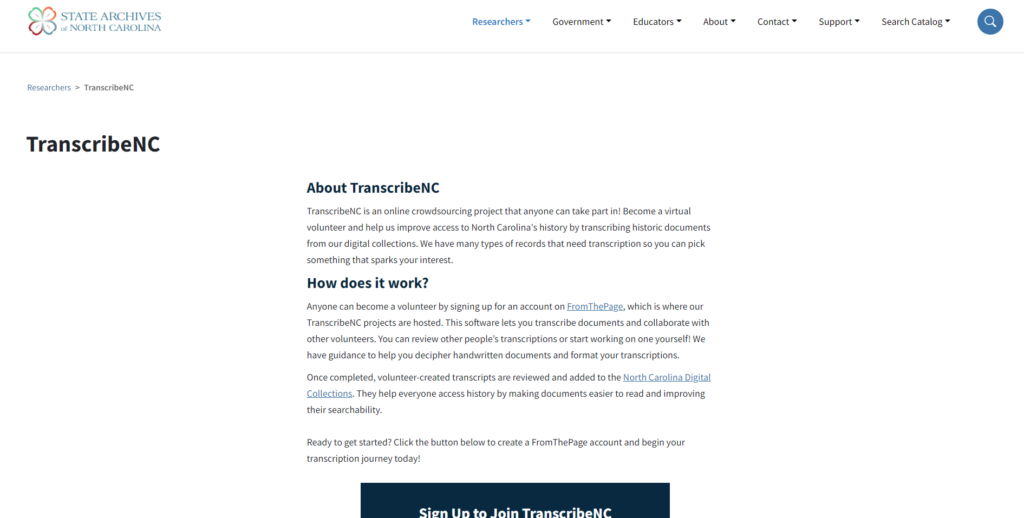 STATE ARCHIVES
of NORTH CAROLINA
Researchers Government Educators About Contact Support Search Catalog
Researchers > TranscribeNC
TranscribeNC
About TranscribeNC
TranscribeNC is an online crowdsourcing project that anyone can take part in! Become a virtual
volunteer and help us improve access to North Carolina's history by transcribing historic documents
from our digital collections. We have many types of records that need transcription so you can pick
something that sparks your interest.
How does it work?
Anyone can become a volunteer by signing up for an account on FromThePage, which is where our
TranscribeNC projects are hosted. This software lets you transcribe documents and collaborate with
other volunteers. You can review other people's transcriptions or start working on one yourself! We
have guidance to help you decipher handwritten documents and format your transcriptions.
Once completed, volunteer-created transcripts are reviewed and added to the North Carolina Digital
Collections. They help everyone access history by making documents easier to read and improving
their searchability.
Ready to get started? Click the button below to create a FromThePage account and begin your
transcription journey today!
Sign Up to Join TranscribeNC